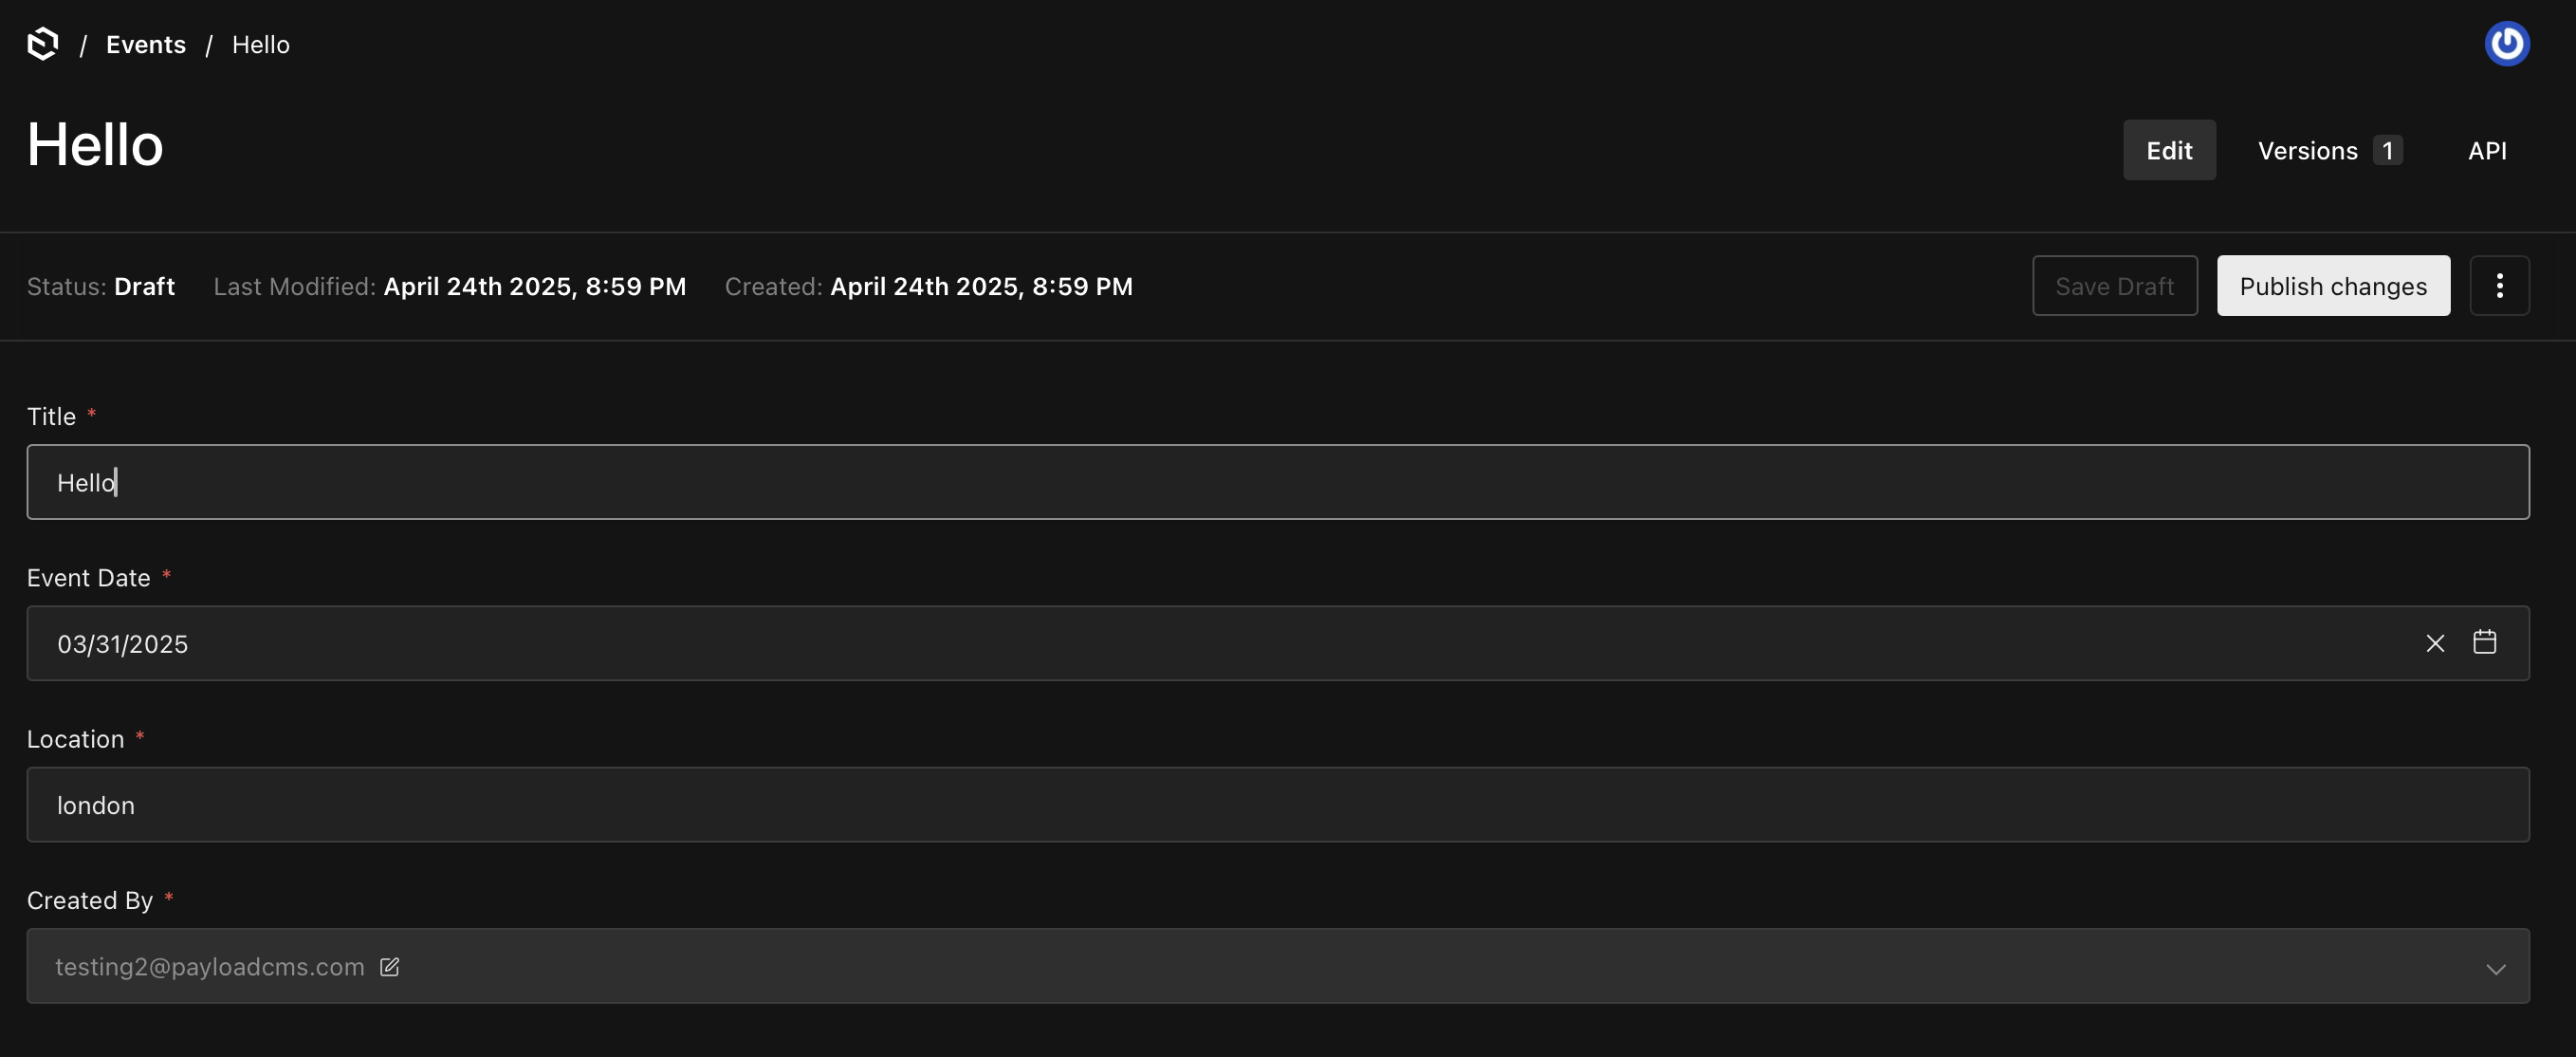 / Events / Hello
Hello
Edit Versions 1 API
Status: Draft Last Modified: April 24th 2025, 8:59 PM Created: April 24th 2025, 8:59 PM Save Draft Publish changes
Title *
Hello
Event Date *
03/31/2025
Location *
london
Created By *
testing2@payloadcms.com